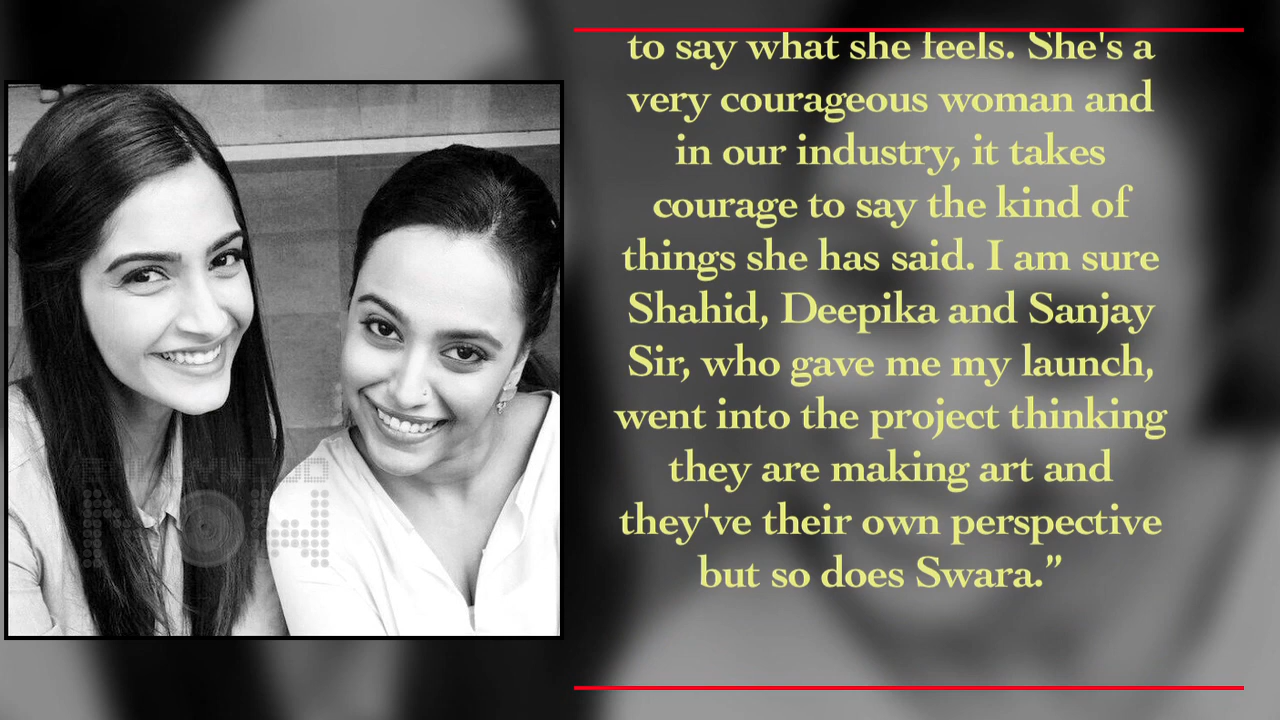 to say what she feels. She's a
very courageous woman and
in our industry, it takes
courage to say the kind of
things she has said. I am sure
Shahid, Deepika and Sanjay
Sir, who gave me my launch,
went into the project thinking
they are making art and
they've their own perspective
but so does Swara.”
BOLLYWOOD
NOW